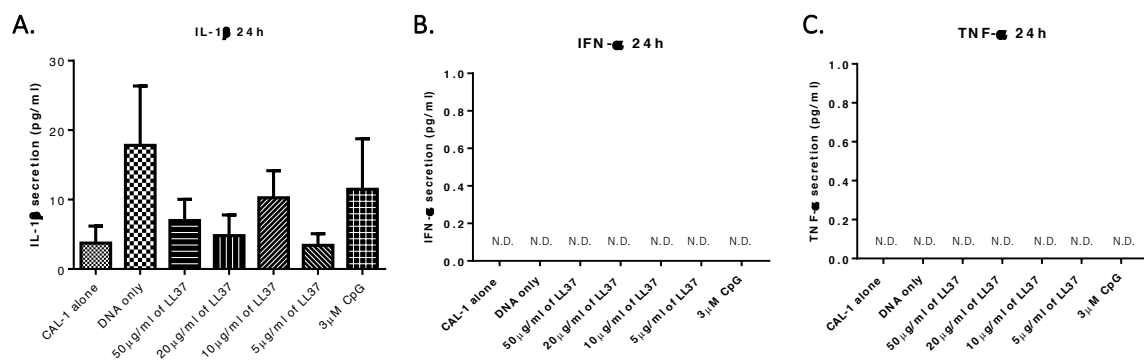 A.
IL-1β 24h
IL-1β secretion (pg/ml)
30
20
10
0
CAL-1 alone
DNA only
50µg/ml of LL37
20µg/ml of LL37
10µg/ml of LL37
5µg/ml of LL37
3µM CpG
B.
IFN-α 24h
IFN-α secretion (pg/ml)
1.0
0.8
0.6
0.4
0.2
0.0
N.D. N.D. N.D. N.D. N.D. N.D. N.D.
CAL-1 alone
DNA only
50µg/ml of LL37
20µg/ml of LL37
10µg/ml of LL37
5µg/ml of LL37
3µM CpG
C.
TNF-α 24h
TNF-α secretion (pg/ml)
1.0
0.8
0.6
0.4
0.2
0.0
N.D. N.D. N.D. N.D. N.D. N.D. N.D.
CAL-1 alone
DNA only
50µg/ml of LL37
20µg/ml of LL37
10µg/ml of LL37
5µg/ml of LL37
3µM CpG